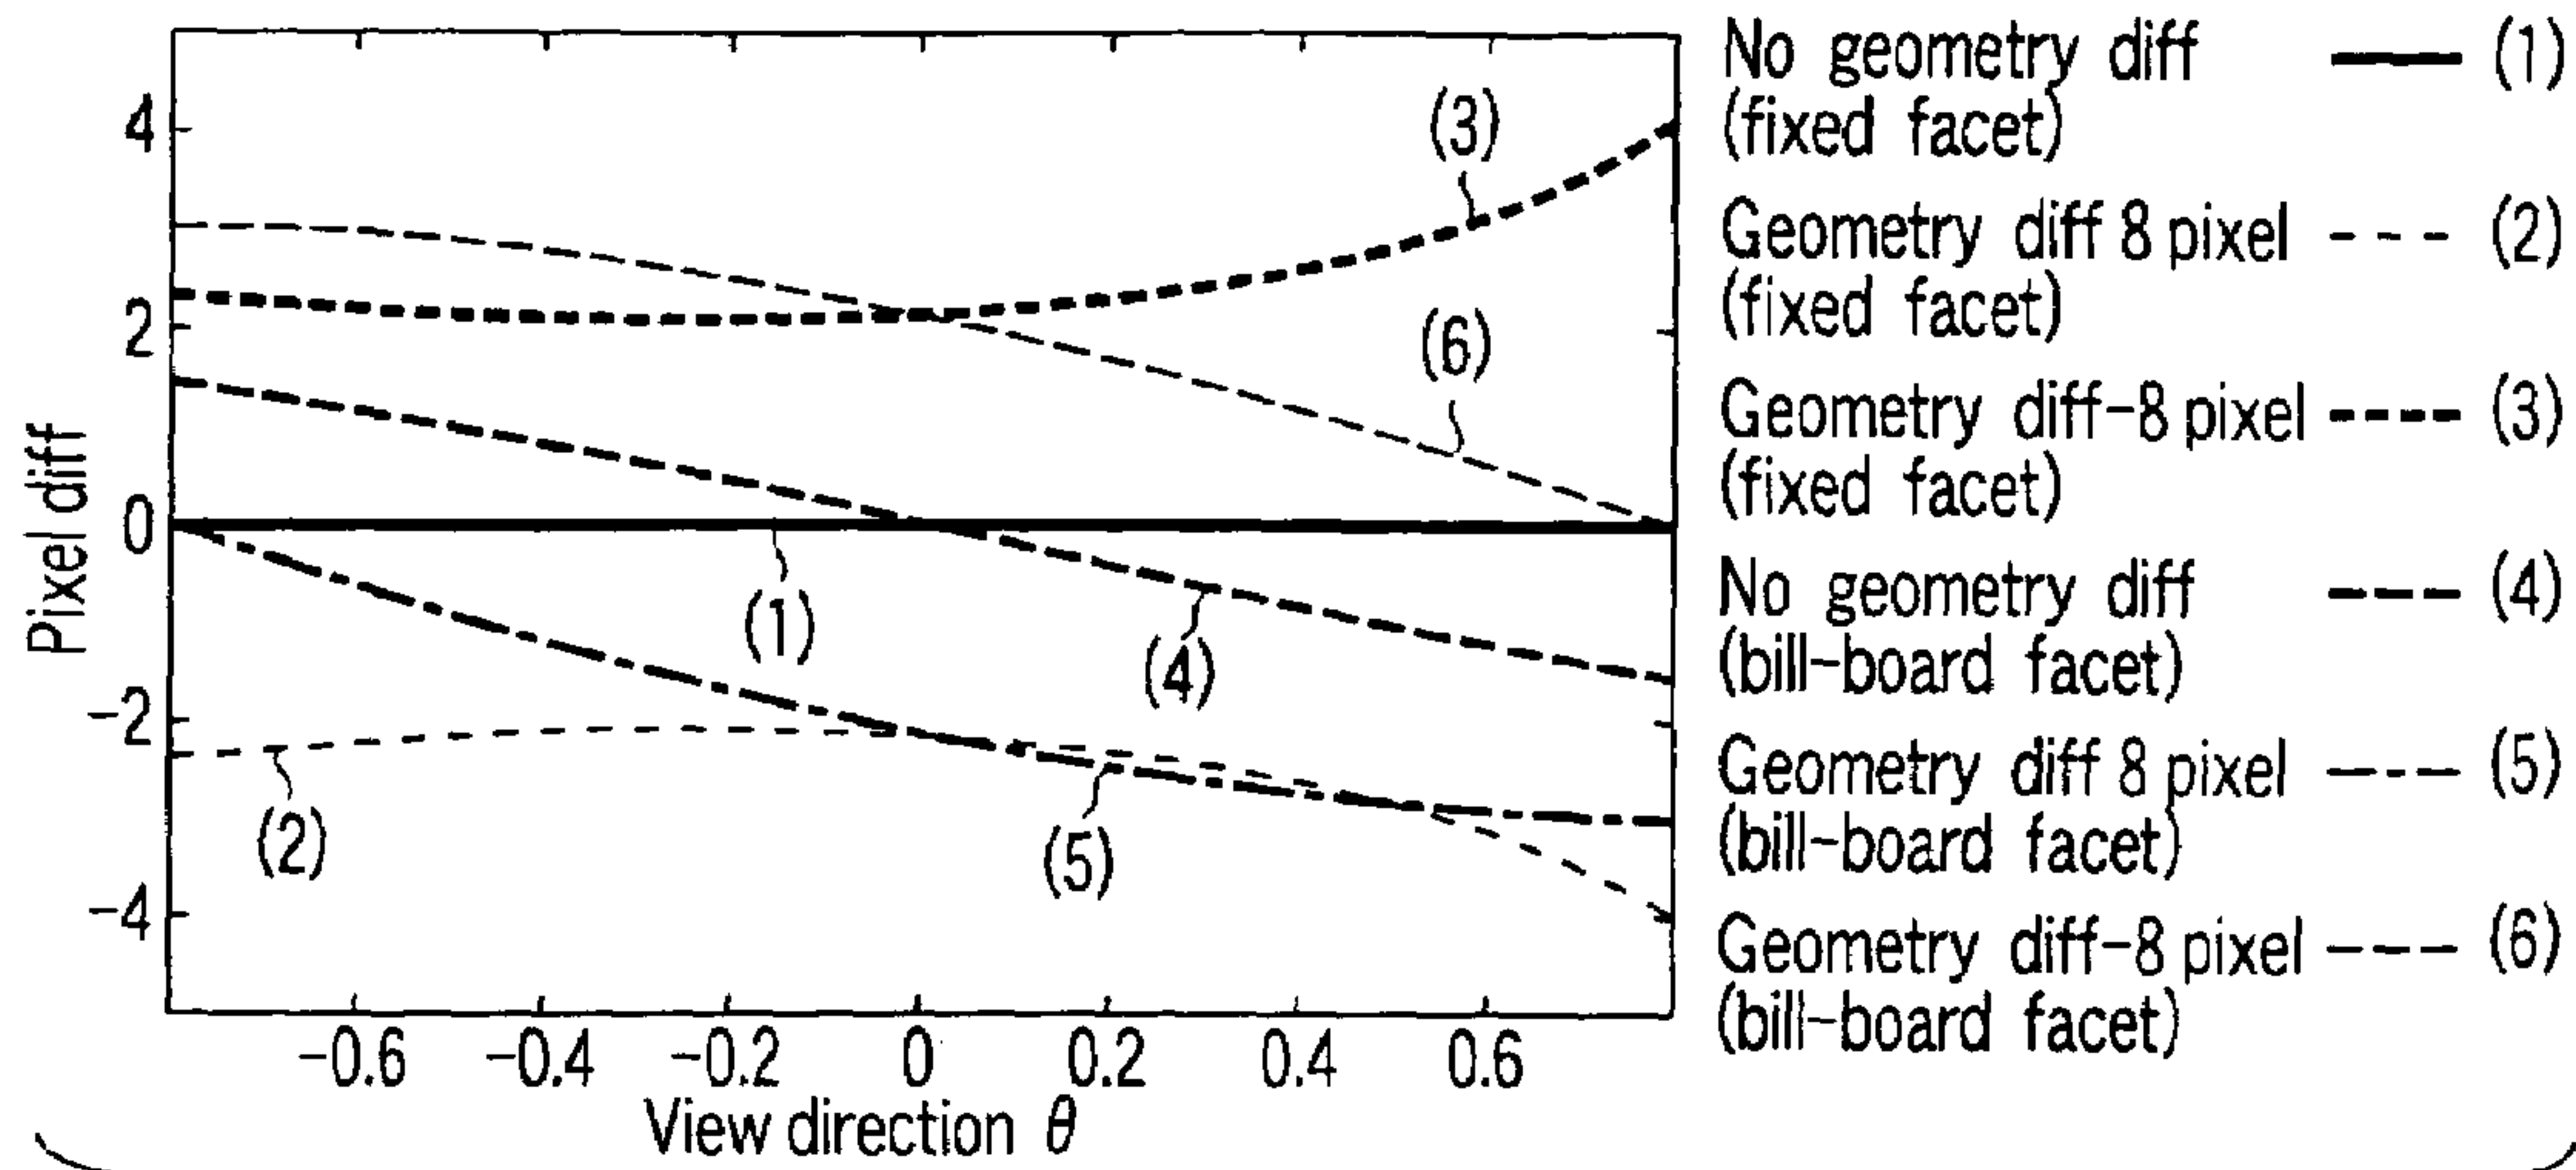 No geometry diff (1)
(fixed facet)
Geometry diff 8 pixel (2)
(fixed facet)
Geometry diff-8 pixel (3)
(fixed facet)
No geometry diff (4)
(bill-board facet)
Geometry diff 8 pixel (5)
(bill-board facet)
Geometry diff-8 pixel (6)
(bill-board facet)
Pixel diff
4
2
0
-2
-4
(3)
(6)
(1)
(4)
(2)
(5)
-0.6 -0.4 -0.2 0 0.2 0.4 0.6
View direction θ